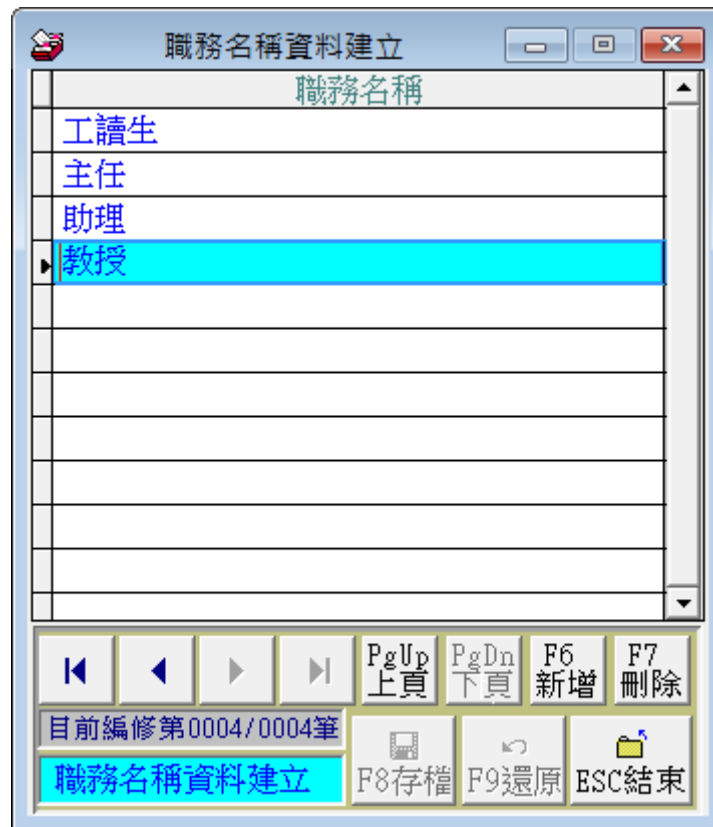 職務名稱資料建立
職務名稱
工讀生
主任
助理
教授
PgUp PgDn F6 F7
上頁 下頁 新增 刪除
目前編修第0004/0004筆
職務名稱資料建立 F8存檔 F9還原 ESC結束